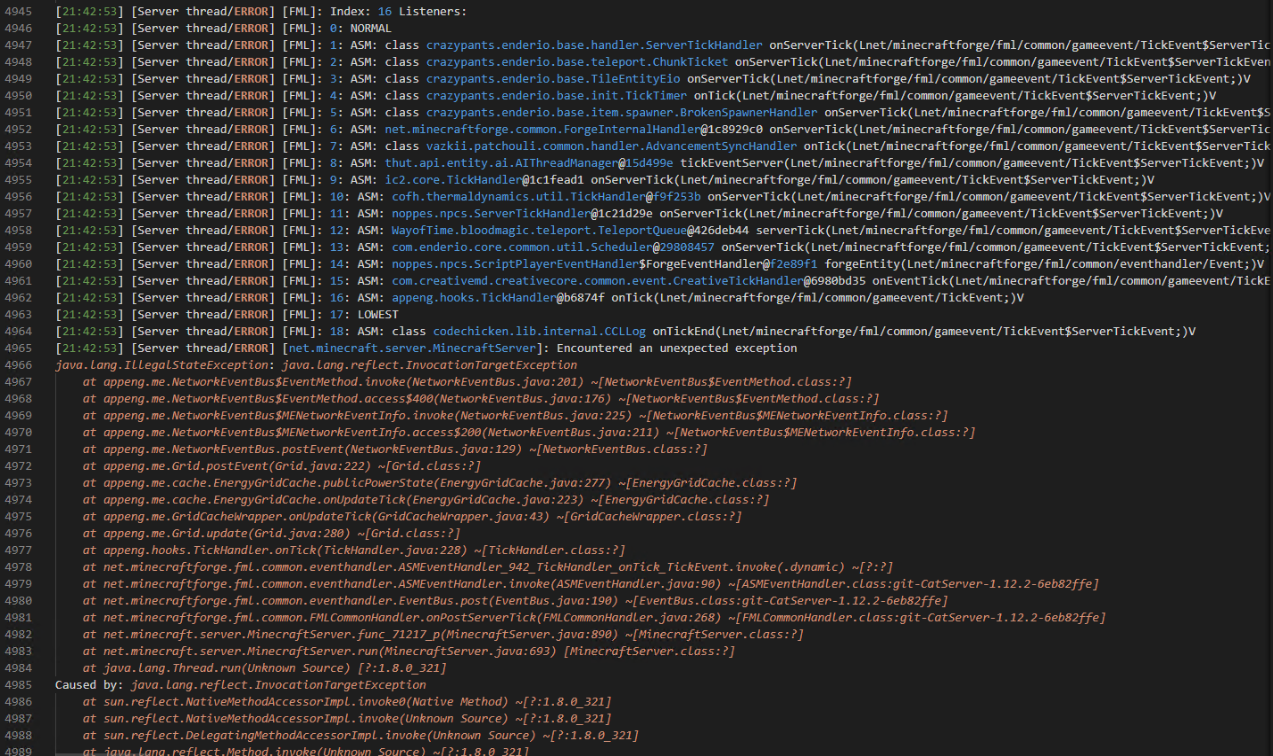 4945 [21:42:53] [Server thread/ERROR] [FML]: Index: 16 Listeners:
4946 [21:42:53] [Server thread/ERROR] [FML]: 0: NORMAL
4947 [21:42:53] [Server thread/ERROR] [FML]: 1: ASM: class crazypants.enderio.base.handler.ServerTickHandler onServerTick(Lnet/minecraftforge/fml/common/gameevent/TickEvent$ServerTic
4948 [21:42:53] [Server thread/ERROR] [FML]: 2: ASM: class crazypants.enderio.base.teleport.ChunkTicket onServerTick(Lnet/minecraftforge/fml/common/gameevent/TickEvent$ServerTickEven
4949 [21:42:53] [Server thread/ERROR] [FML]: 3: ASM: class crazypants.enderio.base.TileEntityEio onServerTick(Lnet/minecraftforge/fml/common/gameevent/TickEvent$ServerTickEvent;)V
4950 [21:42:53] [Server thread/ERROR] [FML]: 4: ASM: class crazypants.enderio.base.init.TickTimer onTick(Lnet/minecraftforge/fml/common/gameevent/TickEvent$ServerTickEvent;)V
4951 [21:42:53] [Server thread/ERROR] [FML]: 5: ASM: class crazypants.enderio.base.item.spawner.BrokenSpawnerHandler onServerTick(Lnet/minecraftforge/fml/common/gameevent/TickEvent$S
4952 [21:42:53] [Server thread/ERROR] [FML]: 6: ASM: net.minecraftforge.common.ForgeInternalHandler@1c8929c0 onServerTick(Lnet/minecraftforge/fml/common/gameevent/TickEvent$ServerTic
4953 [21:42:53] [Server thread/ERROR] [FML]: 7: ASM: class vazkii.patchouli.common.handler.AdvancementSyncHandler onTick(Lnet/minecraftforge/fml/common/gameevent/TickEvent$ServerTick
4954 [21:42:53] [Server thread/ERROR] [FML]: 8: ASM: thut.api.entity.ai.AIThreadManager@15d499e tickEventServer(Lnet/minecraftforge/fml/common/gameevent/TickEvent$ServerTickEvent;)V
4955 [21:42:53] [Server thread/ERROR] [FML]: 9: ASM: ic2.core.TickHandler@1c1fead1 onServerTick(Lnet/minecraftforge/fml/common/gameevent/TickEvent$ServerTickEvent;)V
4956 [21:42:53] [Server thread/ERROR] [FML]: 10: ASM: cofh.thermaldynamics.util.TickHandler@f9f253b onServerTick(Lnet/minecraftforge/fml/common/gameevent/TickEvent$ServerTickEvent;)V
4957 [21:42:53] [Server thread/ERROR] [FML]: 11: ASM: noppes.npcs.ServerTickHandler@1c21d29e onServerTick(Lnet/minecraftforge/fml/common/gameevent/TickEvent$ServerTickEvent;)V
4958 [21:42:53] [Server thread/ERROR] [FML]: 12: ASM: WayofTime.bloodmagic.teleport.TeleportQueue@426deb44 serverTick(Lnet/minecraftforge/fml/common/gameevent/TickEvent$ServerTickEve
4959 [21:42:53] [Server thread/ERROR] [FML]: 13: ASM: com.enderio.core.common.util.Scheduler@29808457 onServerTick(Lnet/minecraftforge/fml/common/gameevent/TickEvent$ServerTickEvent;
4960 [21:42:53] [Server thread/ERROR] [FML]: 14: ASM: noppes.npcs.ScriptPlayerEventHandler$ForgeEventHandler@f2e89f1 forgeEntity(Lnet/minecraftforge/fml/common/eventhandler/Event;)V
4961 [21:42:53] [Server thread/ERROR] [FML]: 15: ASM: com.creativemd.creativecore.common.event.CreativeTickHandler@6980bd35 onEventTick(Lnet/minecraftforge/fml/common/gameevent/TickE
4962 [21:42:53] [Server thread/ERROR] [FML]: 16: ASM: appeng.hooks.TickHandler@b6874f onTick(Lnet/minecraftforge/fml/common/gameevent/TickEvent;)V
4963 [21:42:53] [Server thread/ERROR] [FML]: 17: LOWEST
4964 [21:42:53] [Server thread/ERROR] [FML]: 18: ASM: class codechicken.lib.internal.CCLLog onTickEnd(Lnet/minecraftforge/fml/common/gameevent/TickEvent$ServerTickEvent;)V
4965 [21:42:53] [Server thread/ERROR] [net.minecraft.server.MinecraftServer]: Encountered an unexpected exception
4966 java.lang.IllegalStateException: java.lang.reflect.InvocationTargetException
4967 at appeng.me.NetworkEventBus$EventMethod.invoke(NetworkEventBus.java:201) ~[NetworkEventBus$EventMethod.class:?]
4968 at appeng.me.NetworkEventBus$EventMethod.access$400(NetworkEventBus.java:176) ~[NetworkEventBus$EventMethod.class:?]
4969 at appeng.me.NetworkEventBus$MENetworkEventInfo.invoke(NetworkEventBus.java:225) ~[NetworkEventBus$MENetworkEventInfo.class:?]
4970 at appeng.me.NetworkEventBus$MENetworkEventInfo.access$200(NetworkEventBus.java:211) ~[NetworkEventBus$MENetworkEventInfo.class:?]
4971 at appeng.me.NetworkEventBus.postEvent(NetworkEventBus.java:129) ~[NetworkEventBus.class:?]
4972 at appeng.me.Grid.postEvent(Grid.java:222) ~[Grid.class:?]
4973 at appeng.me.cache.EnergyGridCache.publicPowerState(EnergyGridCache.java:277) ~[EnergyGridCache.class:?]
4974 at appeng.me.cache.EnergyGridCache.onUpdateTick(EnergyGridCache.java:223) ~[EnergyGridCache.class:?]
4975 at appeng.me.GridCacheWrapper.onUpdateTick(GridCacheWrapper.java:43) ~[GridCacheWrapper.class:?]
4976 at appeng.me.Grid.update(Grid.java:280) ~[Grid.class:?]
4977 at appeng.hooks.TickHandler.onTick(TickHandler.java:228) ~[TickHandler.class:?]
4978 at net.minecraftforge.fml.common.eventhandler.ASMEventHandler_942_TickHandler_onTick_TickEvent.invoke(.dynamic) ~[?:?]
4979 at net.minecraftforge.fml.common.eventhandler.ASMEventHandler.invoke(ASMEventHandler.java:90) ~[ASMEventHandler.class:git-CatServer-1.12.2-6eb82ffe]
4980 at net.minecraftforge.fml.common.eventhandler.EventBus.post(EventBus.java:190) ~[EventBus.class:git-CatServer-1.12.2-6eb82ffe]
4981 at net.minecraftforge.fml.common.FMLCommonHandler.onPostServerTick(FMLCommonHandler.java:268) ~[FMLCommonHandler.class:git-CatServer-1.12.2-6eb82ffe]
4982 at net.minecraft.server.MinecraftServer.func_71217_p(MinecraftServer.java:890) ~[MinecraftServer.class:?]
4983 at net.minecraft.server.MinecraftServer.run(MinecraftServer.java:693) [MinecraftServer.class:?]
4984 at java.lang.Thread.run(Unknown Source) [?:1.8.0_321]
4985 Caused by: java.lang.reflect.InvocationTargetException
4986 at sun.reflect.NativeMethodAccessorImpl.invoke0(Native Method) ~[?:1.8.0_321]
4987 at sun.reflect.NativeMethodAccessorImpl.invoke(Unknown Source) ~[?:1.8.0_321]
4988 at sun.reflect.DelegatingMethodAccessorImpl.invoke(Unknown Source) ~[?:1.8.0_321]
4989 at java.lang.reflect.Method.invoke(Unknown Source) ~[?:1.8.0_321]